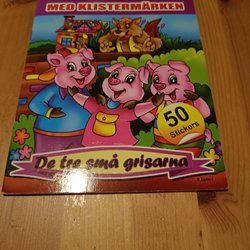 MED KLISTERMÄRKEN
50
Stickers
De tre små grisarna